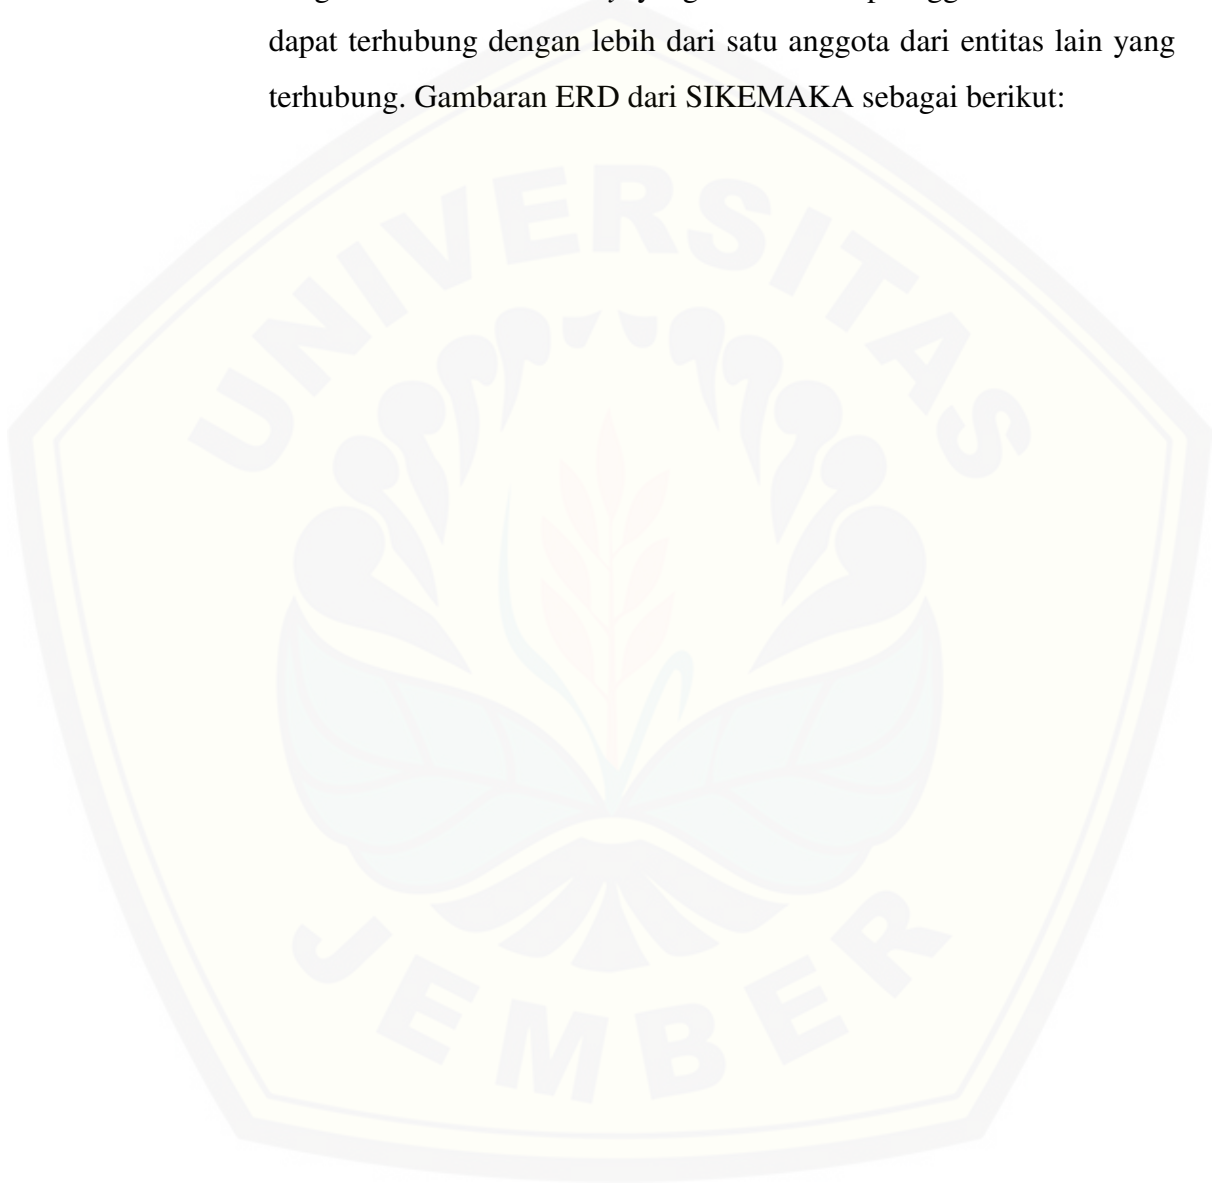 dapat terhubung dengan lebih dari satu anggota dari entitas lain yang
terhubung. Gambaran ERD dari SIKEMAKA sebagai berikut:
UNIVERSITAS
JEMBER